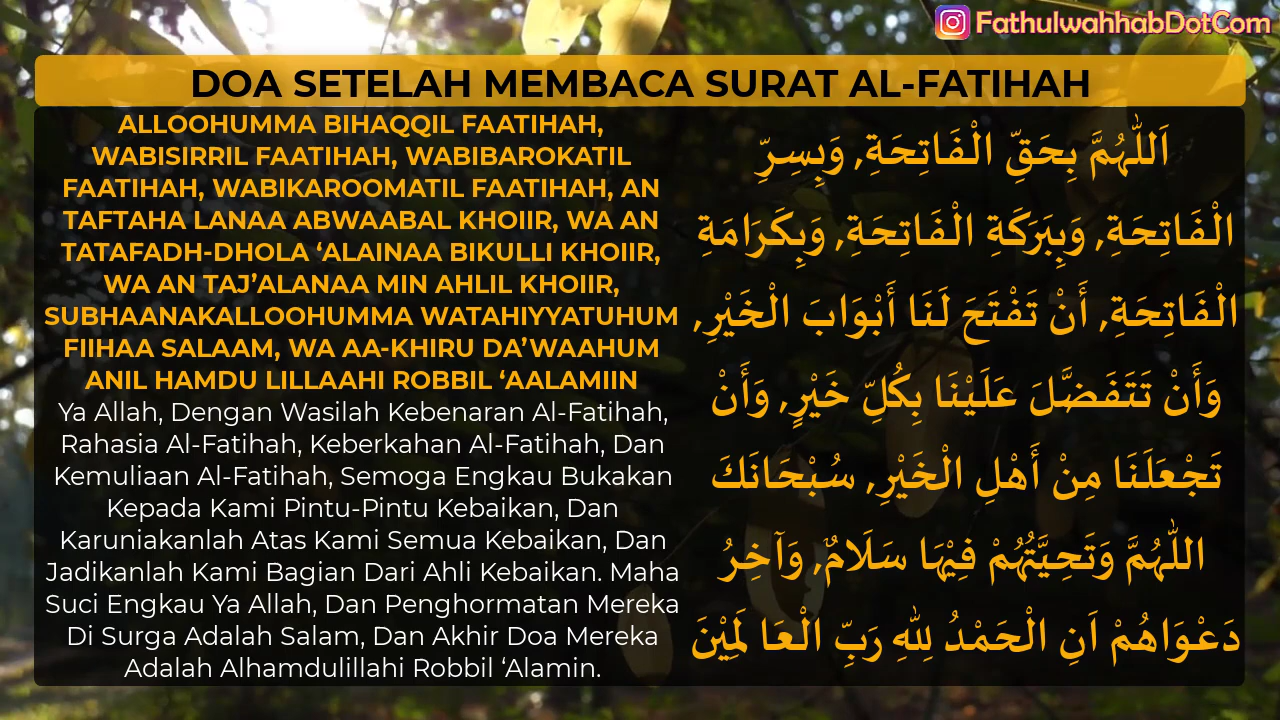 FathulwahhabDotCom
DOA SETELAH MEMBACA SURAT AL-FATIHAH
ALLOOHUMMA BIHAQQIL FAATIHAH,
WABISIRRIL FAATIHAH, WABIBAROKATIL
FAATIHAH, WABIKAROOMATIL FAATIHAH, AN
TAFTAHA LANAA ABWAABAL KHOIIR, WA AN
TATAFADH-DHOLA ‘ALAINAA BIKULLI KHOIIR,
WA AN TAJ’ALANAA MIN AHLIL KHOIIR,
SUBHAANAKALLOOHUMMA WATAHIYYATUHUM
FIIHAA SALAAM, WA AA-KHIRU DA’WAAHUM
ANIL HAMDU LILLAAHI ROBBIL ‘AALAMIIN
Ya Allah, Dengan Wasilah Kebenaran Al-Fatihah,
Rahasia Al-Fatihah, Keberkahan Al-Fatihah, Dan
Kemuliaan Al-Fatihah, Semoga Engkau Bukakan
Kepada Kami Pintu-Pintu Kebaikan, Dan
Karuniakanlah Atas Kami Semua Kebaikan, Dan
Jadikanlah Kami Bagian Dari Ahli Kebaikan. Maha
Suci Engkau Ya Allah, Dan Penghormatan Mereka
Di Surga Adalah Salam, Dan Akhir Doa Mereka
Adalah Alhamdulillahi Robbil ‘Alamin.
اَللّٰهُمَّ بِحَقِّ الْفَاتِحَةِ, وَبِسِرِّ
الْفَاتِحَةِ, وَبِبَرَكَةِ الْفَاتِحَةِ, وَبِكَرَامَةِ
الْفَاتِحَةِ, أَنْ تَفْتَحَ لَنَا أَبْوَابَ الْخَيْرِ,
وَأَنْ تَتَفَضَّلَ عَلَيْنَا بِكُلِّ خَيْرٍ, وَأَنْ
تَجْعَلَنَا مِنْ أَهْلِ الْخَيْرِ, سُبْحَانَكَ
اللّٰهُمَّ وَتَحِيَّتُهُمْ فِيْهَا سَلَامٌ, وَآخِرُ
دَعْوَاهُمْ اَنِ الْحَمْدُ لِلّٰهِ رَبِّ الْعَا لَمِيْنَ